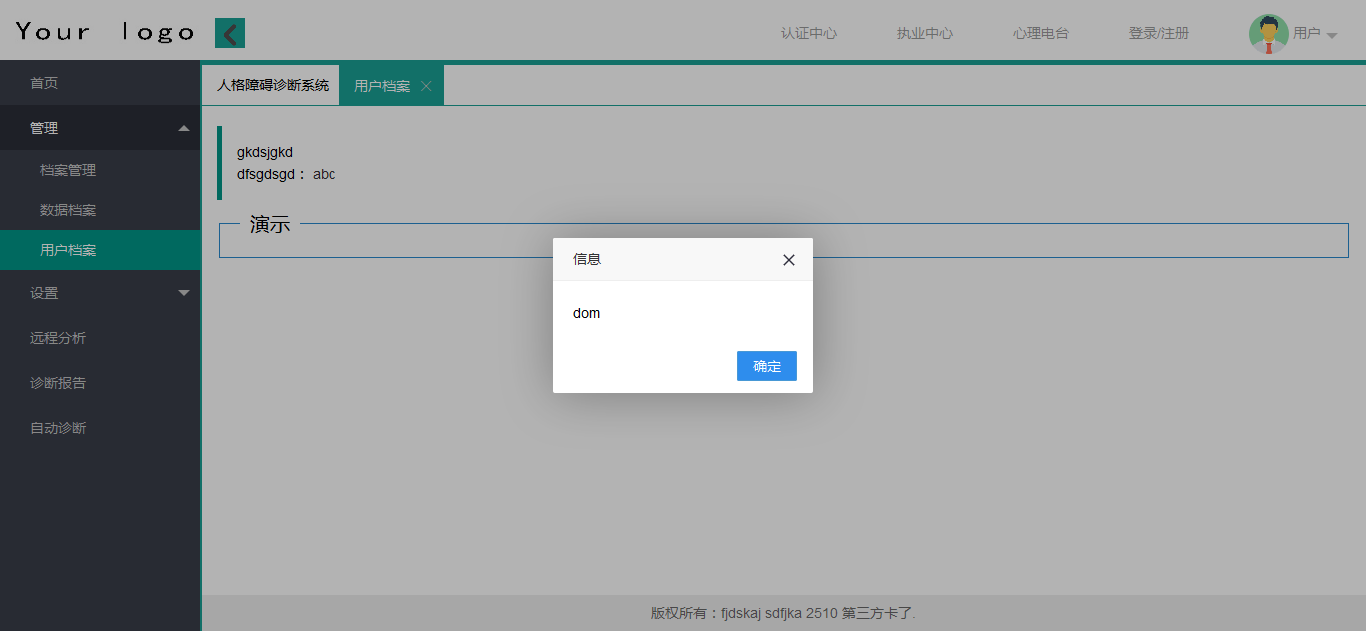 Your logo
认证中心 执业中心 心理电台 登录/注册 用户
首页
管理
档案管理
数据档案
用户档案
设置
远程分析
诊断报告
自动诊断
人格障碍诊断系统 用户档案
gkdsjgkd
dfsgdsgd： abc
演示
信息
dom
确定
版权所有：fjdskaj sdfjka 2510 第三方卡了.